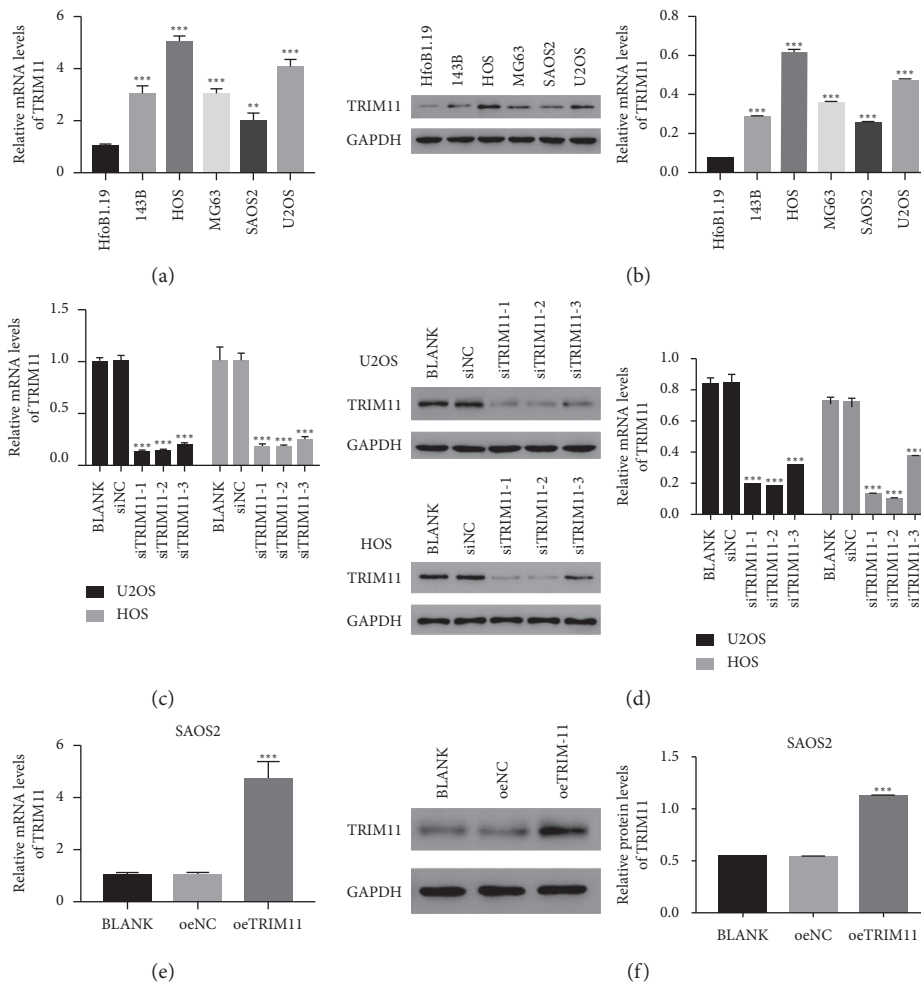 Relative mRNA levels
of TRIM11
6
4
2
0
***
***
***
**
***
HfoB1.19
143B
HOS
MG63
SAOS2
U2OS
(a)
HfoB1.19
143B
HOS
MG63
SAOS2
U2OS
TRIM11
GAPDH
Relative mRNA levels
of TRIM11
0.8
0.6
0.4
0.2
0.0
***
***
***
***
***
HfoB1.19
143B
HOS
MG63
SAOS2
U2OS
(b)
Relative mRNA levels
of TRIM11
1.5
1.0
0.5
0.0
*** *** ***
*** *** ***
BLANK
siNC
siTRIM11-1
siTRIM11-2
siTRIM11-3
BLANK
siNC
siTRIM11-1
siTRIM11-2
siTRIM11-3
U2OS
HOS
(c)
U2OS
BLANK
siNC
siTRIM11-1
siTRIM11-2
siTRIM11-3
TRIM11
GAPDH
HOS
BLANK
siNC
siTRIM11-1
siTRIM11-2
siTRIM11-3
TRIM11
GAPDH
Relative mRNA levels
of TRIM11
1.0
0.8
0.6
0.4
0.2
0.0
*** *** ***
*** *** ***
BLANK
siNC
siTRIM11-1
siTRIM11-2
siTRIM11-3
BLANK
siNC
siTRIM11-1
siTRIM11-2
siTRIM11-3
U2OS
HOS
(d)
SAOS2
Relative mRNA levels
of TRIM11
6
4
2
0
***
BLANK
oeNC
oeTRIM11
(e)
BLANK
oeNC
oeTRIM-11
TRIM11
GAPDH
SAOS2
Relative protein levels
of TRIM11
1.5
1.0
0.5
0.0
***
BLANK
oeNC
oeTRIM11
(f)